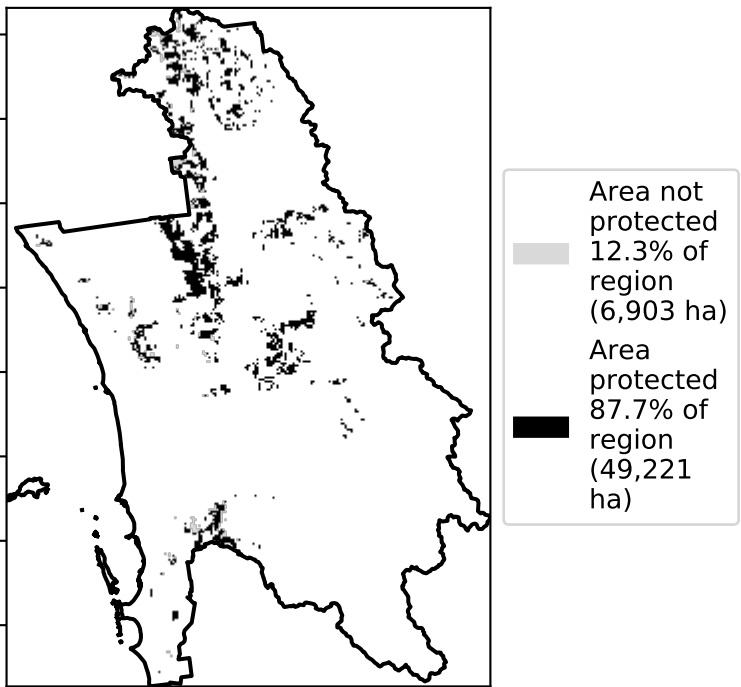 Area not
protected
12.3% of
region
(6,903 ha)
Area
protected
87.7% of
region
(49,221
ha)